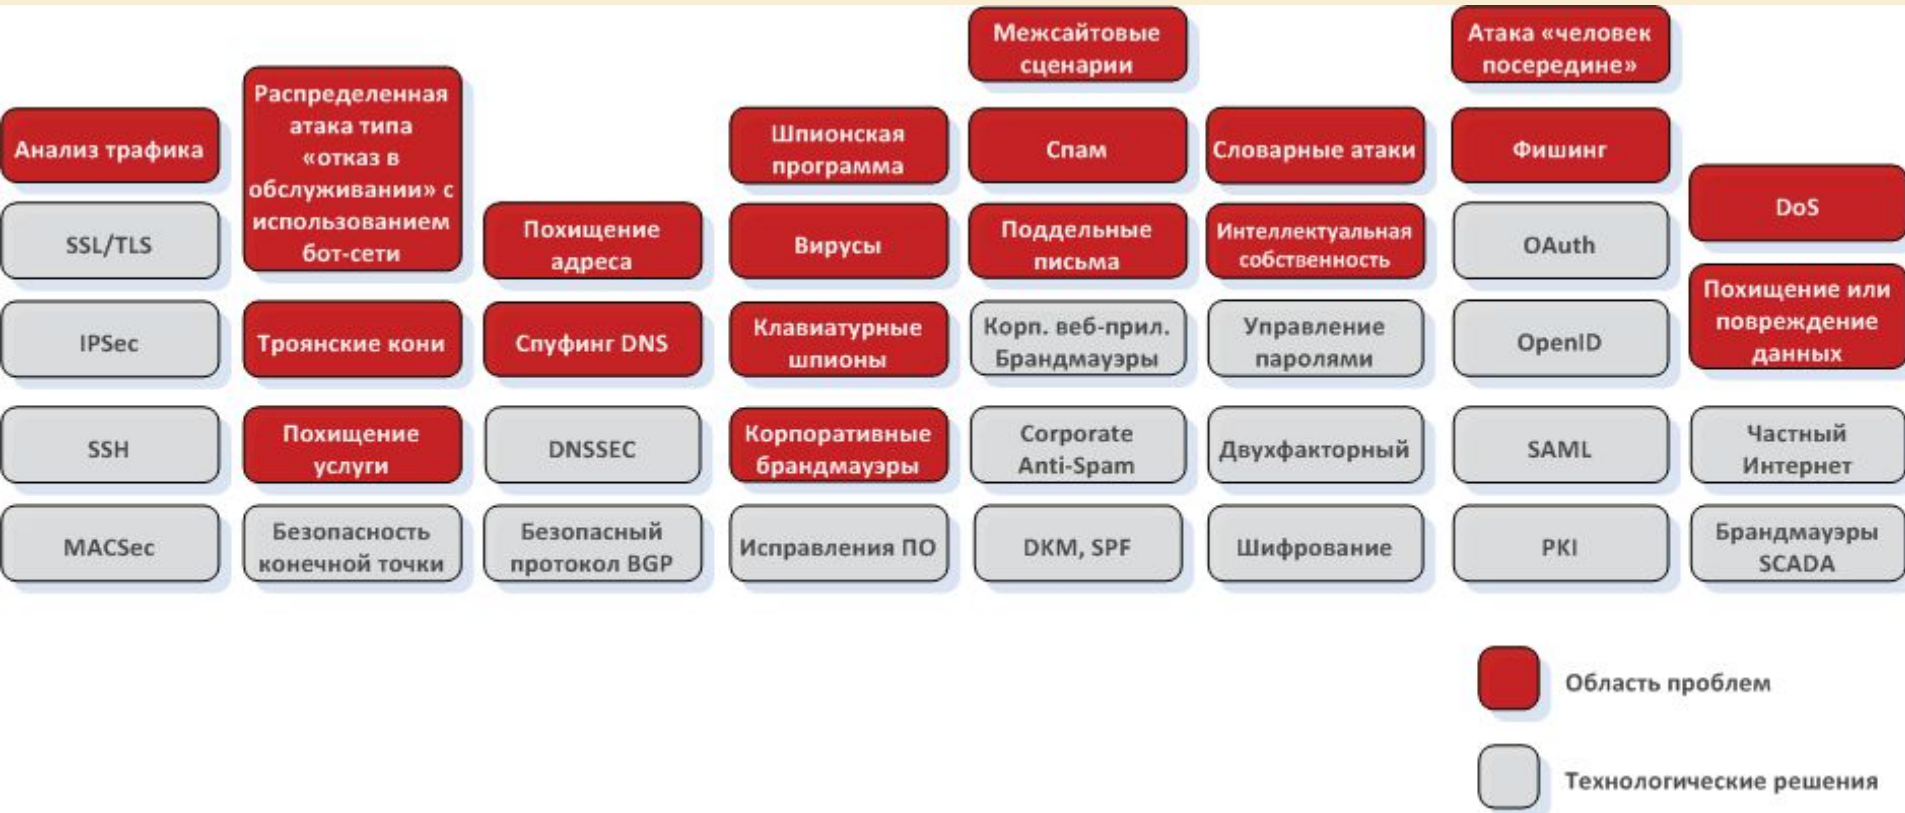 Анализ трафика
SSL/TLS
IPSec
SSH
MACSec
Распределенная
атака типа
«отказ в
обслуживании» с
использованием
бот-сети
Троянские кони
Похищение
услуги
Безопасность
конечной точки
Похищение
адреса
Спуфинг DNS
DNSSEC
Безопасный
протокол BGP
Шпионская
программа
Вирусы
Клавиатурные
шпионы
Корпоративные
брандмауэры
Исправления ПО
Межсайтовые
сценарии
Спам
Поддельные
письма
Корп. веб-прил.
Брандмауэры
Corporate
Anti-Spam
DKM, SPF
Словарные атаки
Интеллектуальная
собственность
Управление
паролями
Двухфакторный
Шифрование
Атака «человек
посередине»
Фишинг
OAuth
OpenID
SAML
PKI
DoS
Похищение или
повреждение
данных
Частный
Интернет
Брандмауэры
SCADA
Область проблем
Технологические решения